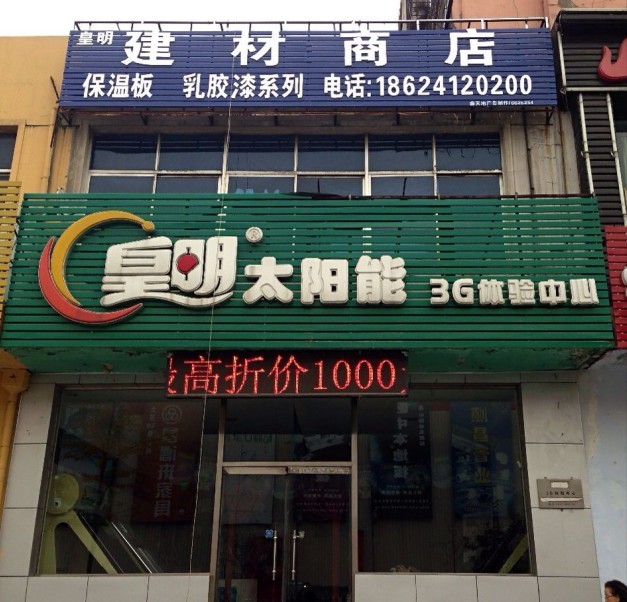 皇明 建材商店
保温板 乳胶漆系列 电话:18624120200
皇明®太阳能 3G体验中心
最高折价1000